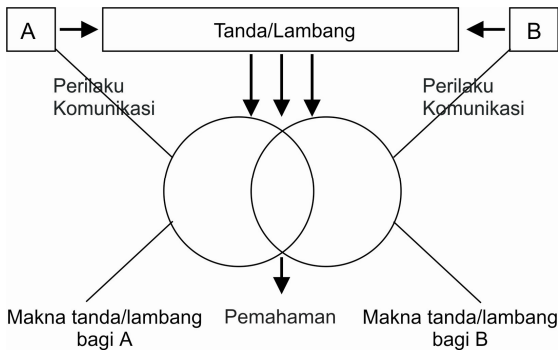 A
Tanda/Lambang
B
Perilaku
Komunikasi
Perilaku
Komunikasi
Makna tanda/lambang
bagi A
Pemahaman
Makna tanda/lambang
bagi B